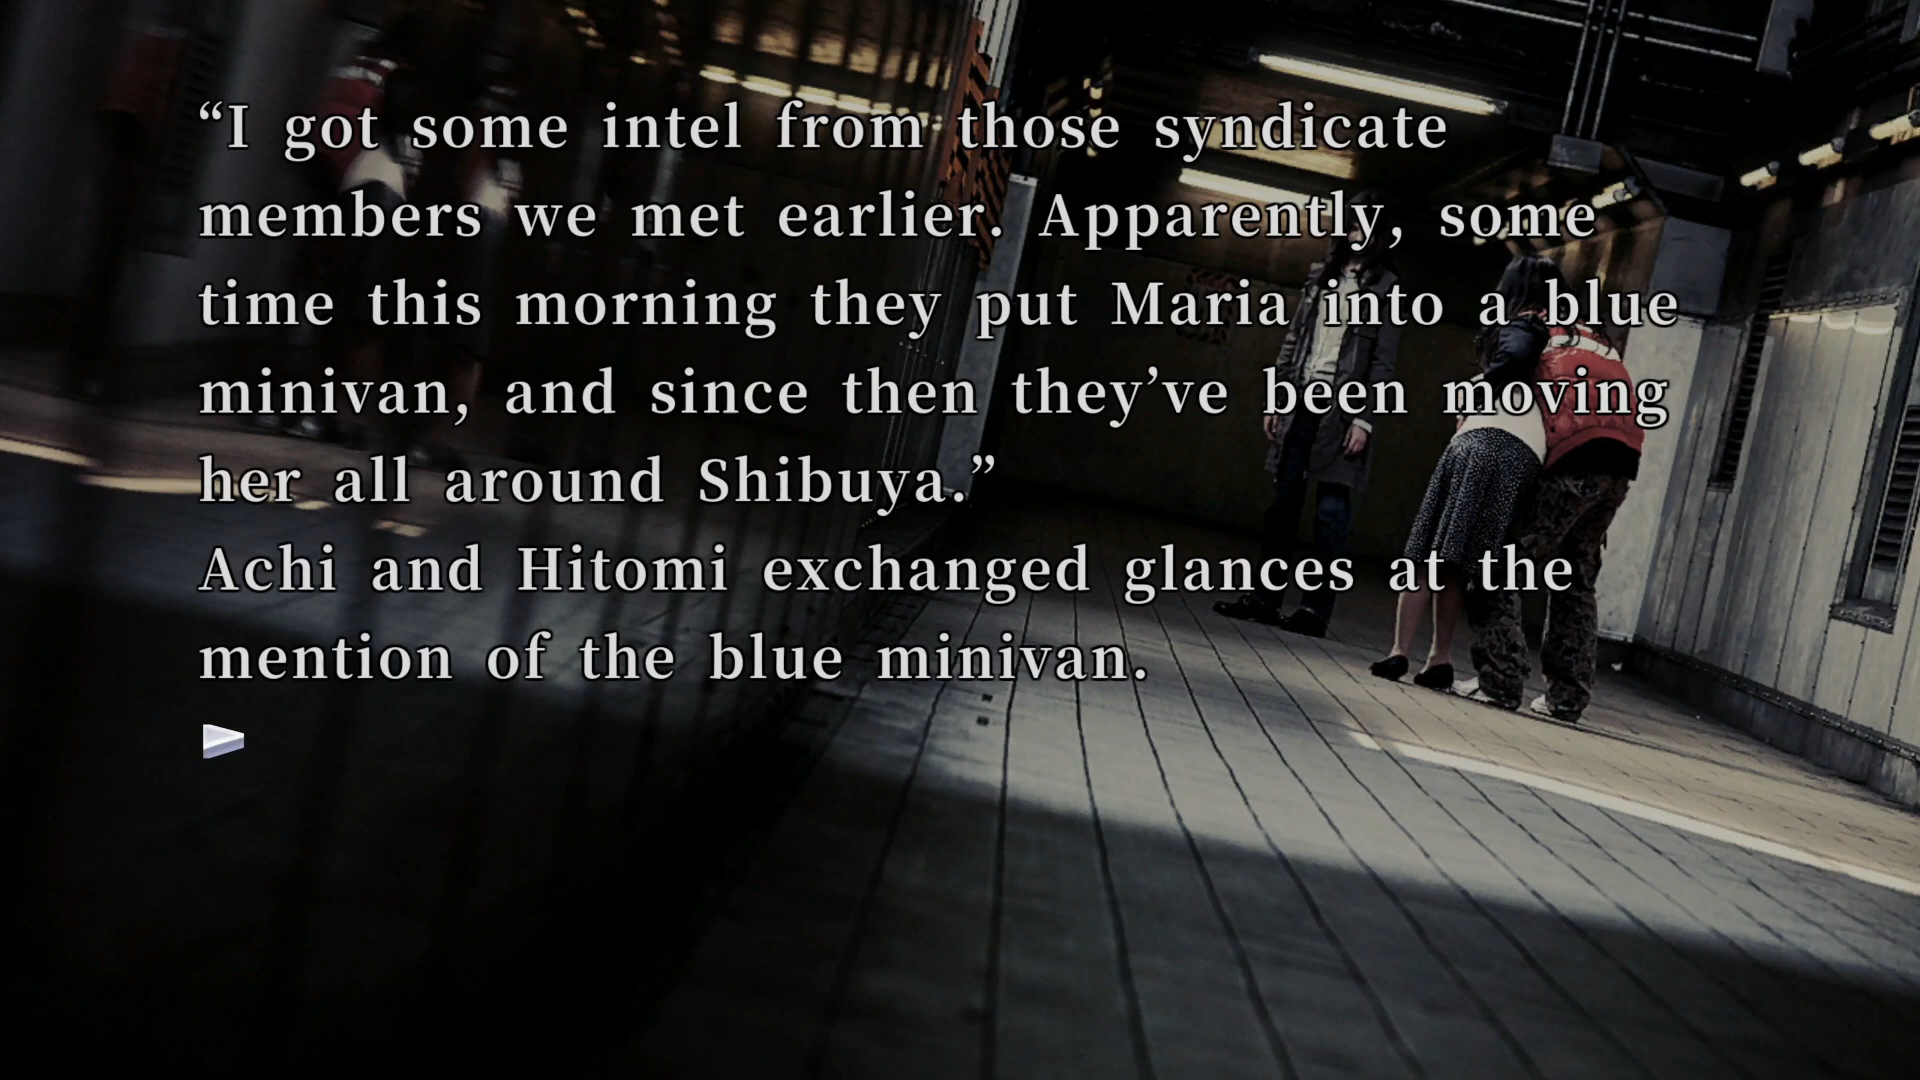 “I got some intel from those syndicate
members we met earlier. Apparently, some
time this morning they put Maria into a blue
minivan, and since then they’ve been moving
her all around Shibuya.”
Achi and Hitomi exchanged glances at the
mention of the blue minivan.